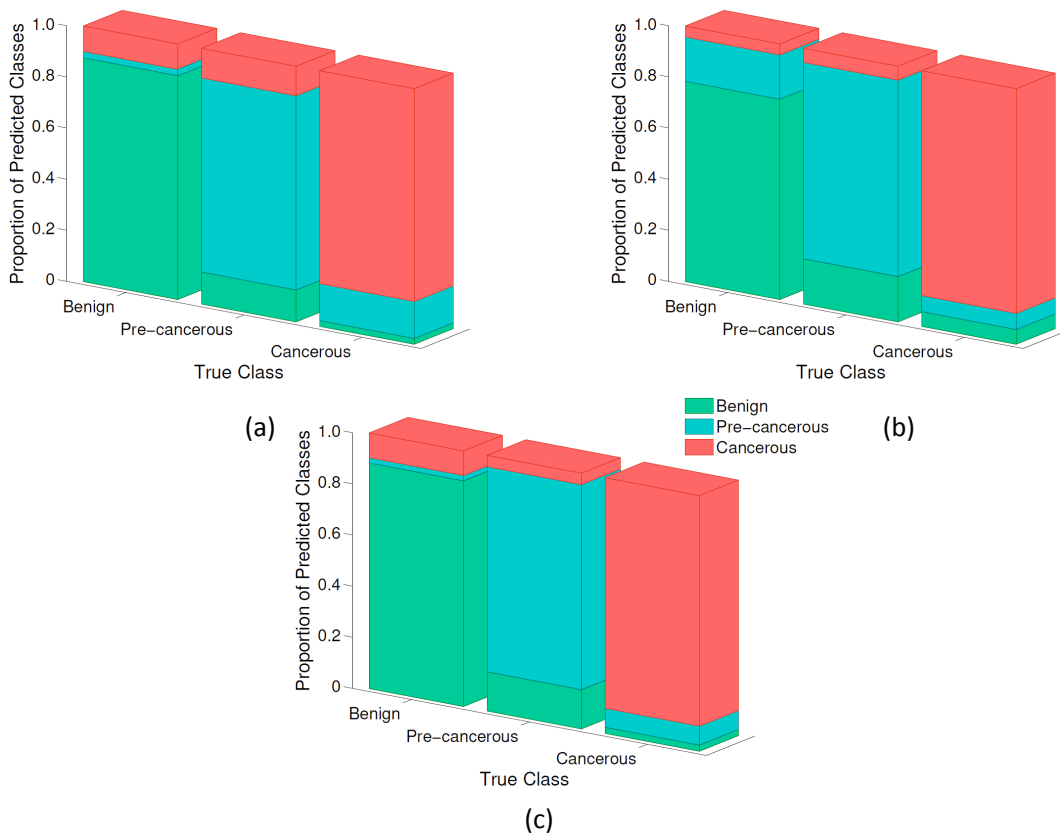 Proportion of Predicted Classes
1.0
0.8
0.6
0.4
0.2
0
Benign
Pre−cancerous
Cancerous
True Class
(a)
Proportion of Predicted Classes
1.0
0.8
0.6
0.4
0.2
0
Benign
Pre−cancerous
Cancerous
True Class
(b)
Benign
Pre−cancerous
Cancerous
Proportion of Predicted Classes
1.0
0.8
0.6
0.4
0.2
0
Benign
Pre−cancerous
Cancerous
True Class
(c)